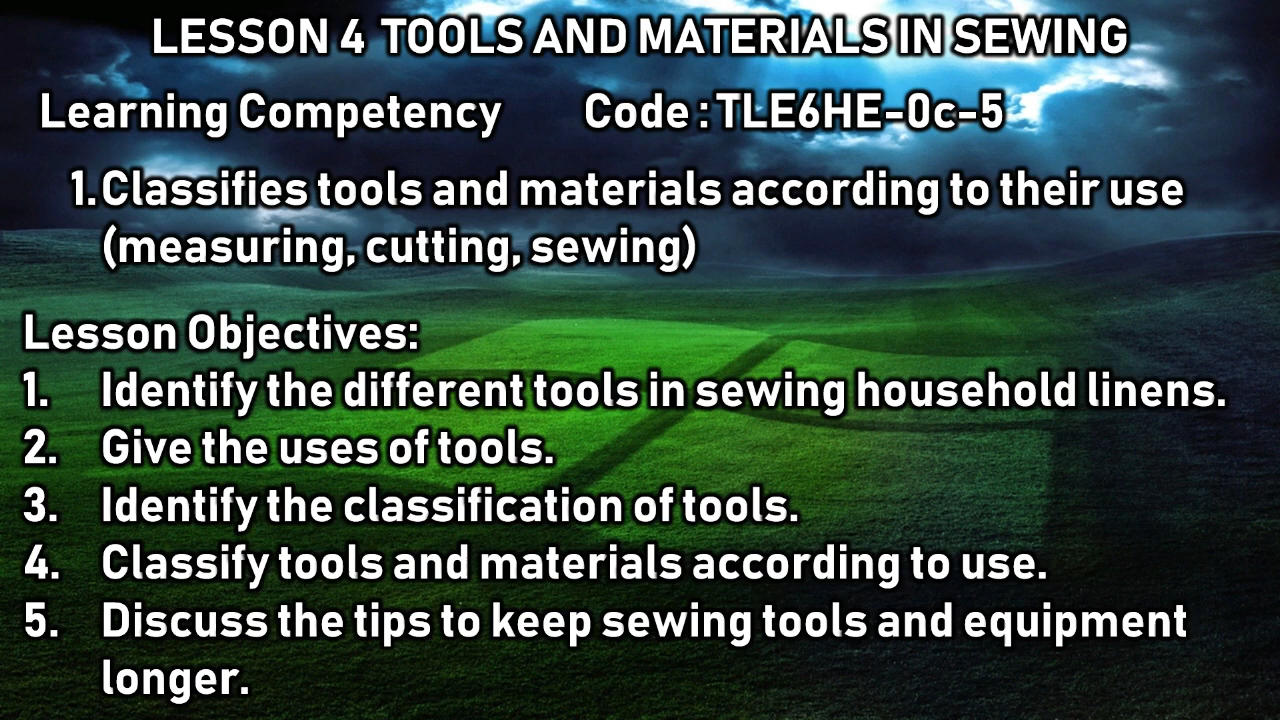 LESSON 4 TOOLS AND MATERIALS IN SEWING
Learning Competency Code : TLE6HE-0c-5
1. Classifies tools and materials according to their use
(measuring, cutting, sewing)
Lesson Objectives:
1. Identify the different tools in sewing household linens.
2. Give the uses of tools.
3. Identify the classification of tools.
4. Classify tools and materials according to use.
5. Discuss the tips to keep sewing tools and equipment
longer.